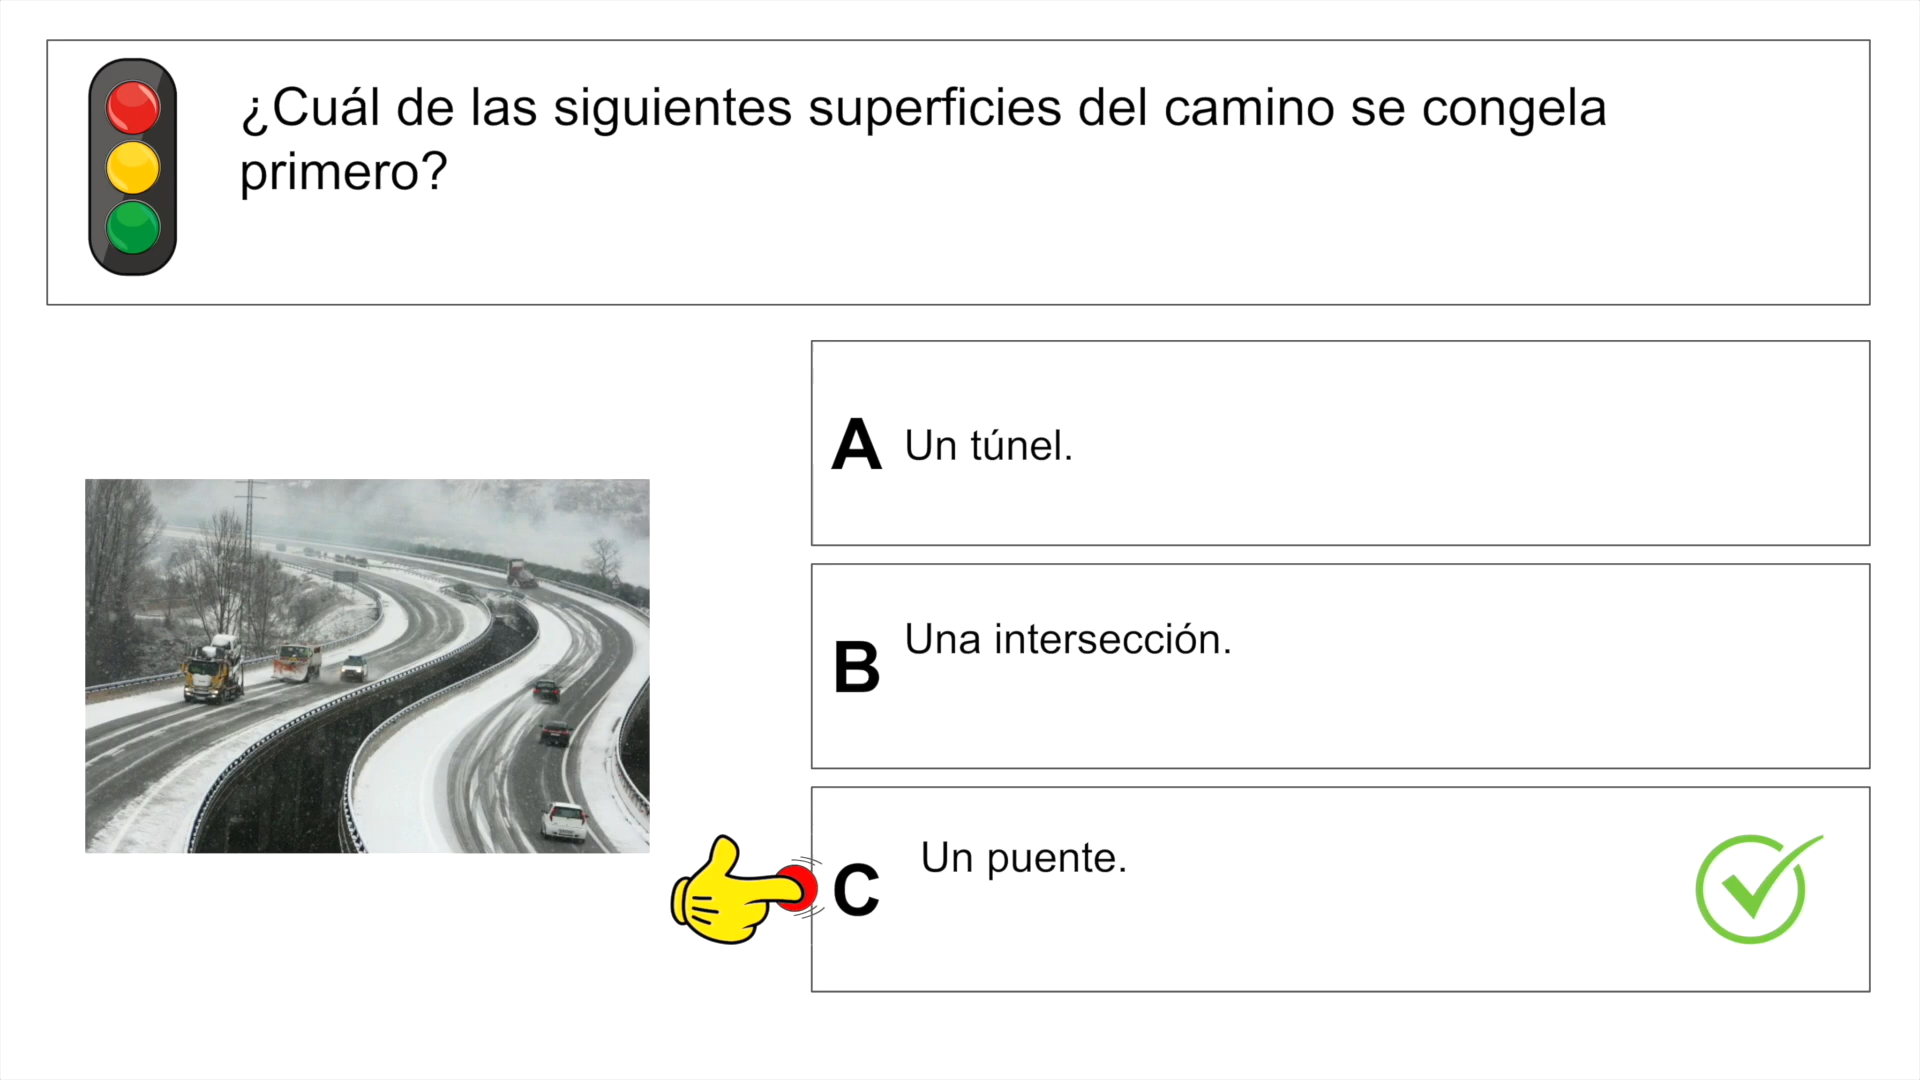 ¿Cuál de las siguientes superficies del camino se congela
primero?
A Un túnel.
B Una intersección.
C Un puente.